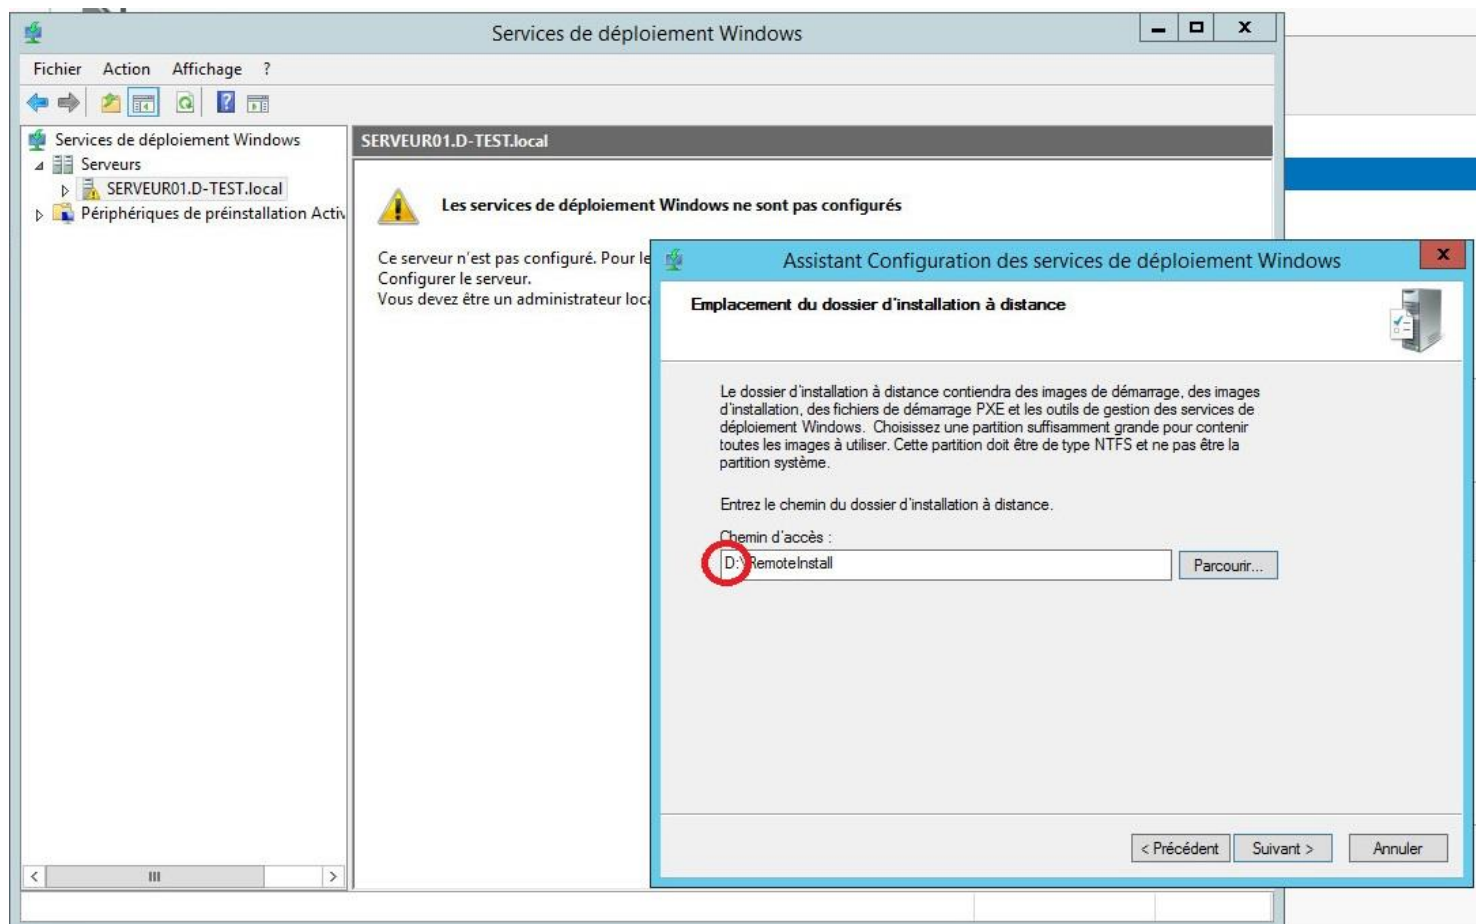 Services de déploiement Windows
Fichier Action Affichage ?
Services de déploiement Windows
Serveurs
SERVEUR01.D-TEST.local
Périphériques de préinstallation Activ
SERVEUR01.D-TEST.local
Les services de déploiement Windows ne sont pas configurés
Ce serveur n'est pas configuré. Pour le
Configurer le serveur.
Vous devez être un administrateur loca
Assistant Configuration des services de déploiement Windows
Emplacement du dossier d'installation à distance
Le dossier d'installation à distance contiendra des images de démarrage, des images
d'installation, des fichiers de démarrage PXE et les outils de gestion des services de
déploiement Windows. Choisissez une partition suffisamment grande pour contenir
toutes les images à utiliser. Cette partition doit être de type NTFS et ne pas être la
partition système.
Entrez le chemin du dossier d'installation à distance.
Chemin d'accès :
D:\RemoteInstall
Parcourir...
< Précédent Suivant > Annuler